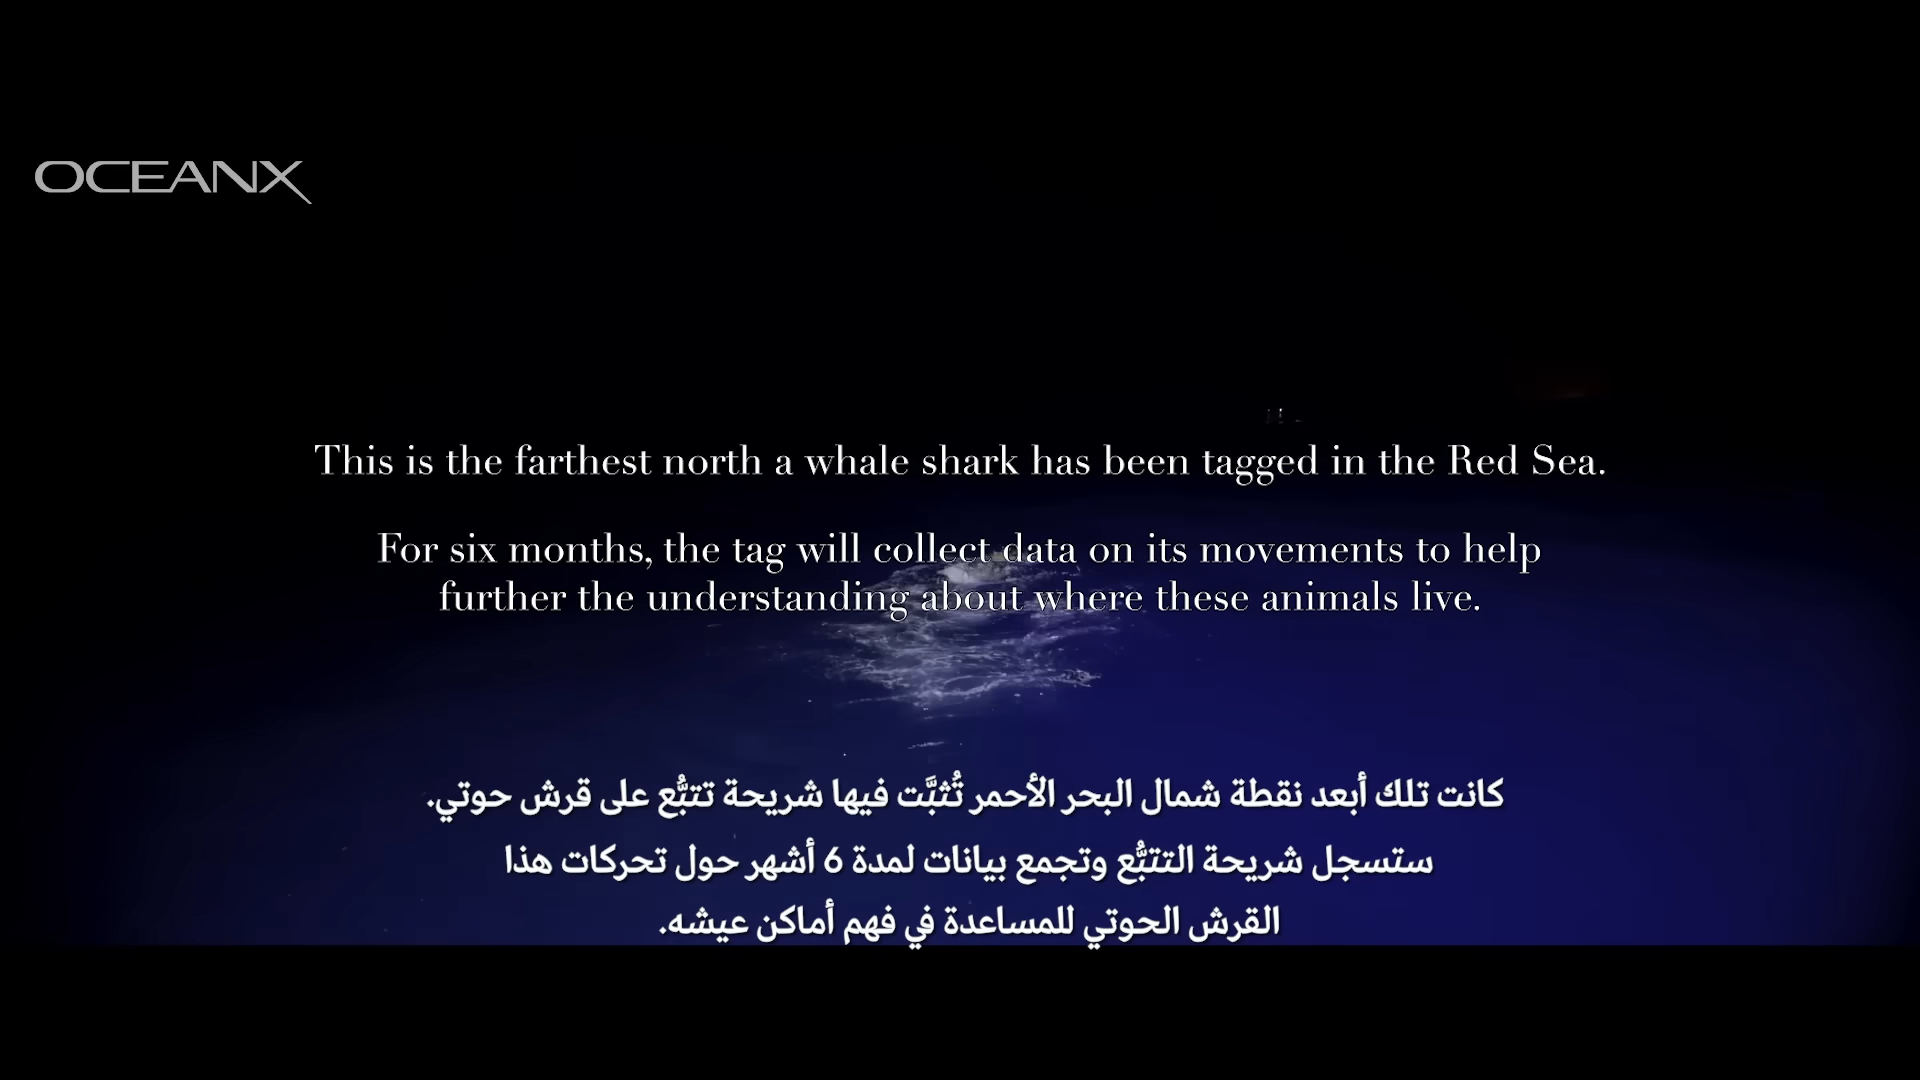 OCEANX
This is the farthest north a whale shark has been tagged in the Red Sea.
For six months, the tag will collect data on its movements to help
further the understanding about where these animals live.
كانت تلك أبعد نقطة شمال البحر الأحمر تُثبَّت فيها شريحة تتبُّع على قرش حوتي.
ستسجل شريحة التتبُّع وتجمع بيانات لمدة 6 أشهر حول تحركات هذا
القرش الحوتي للمساعدة في فهم أماكن عيشه.